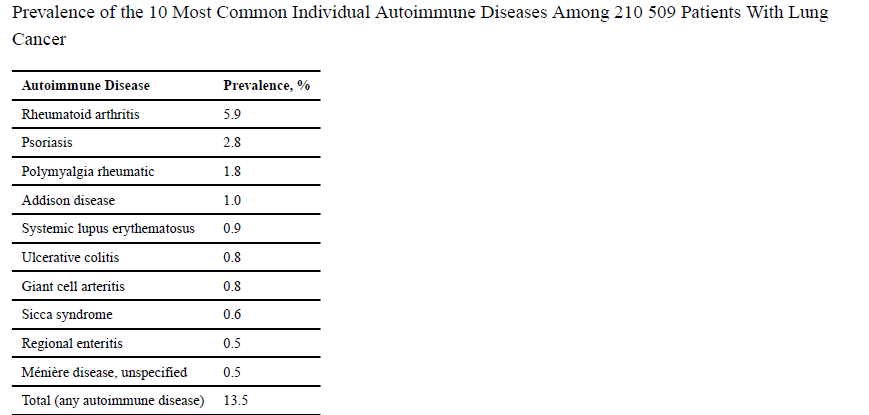 Prevalence of the 10 Most Common Individual Autoimmune Diseases Among 210 509 Patients With Lung
Cancer
Autoimmune Disease Prevalence, %
Rheumatoid arthritis 5.9
Psoriasis 2.8
Polymyalgia rheumatic 1.8
Addison disease 1.0
Systemic lupus erythematosus 0.9
Ulcerative colitis 0.8
Giant cell arteritis 0.8
Sicca syndrome 0.6
Regional enteritis 0.5
Ménière disease, unspecified 0.5
Total (any autoimmune disease) 13.5